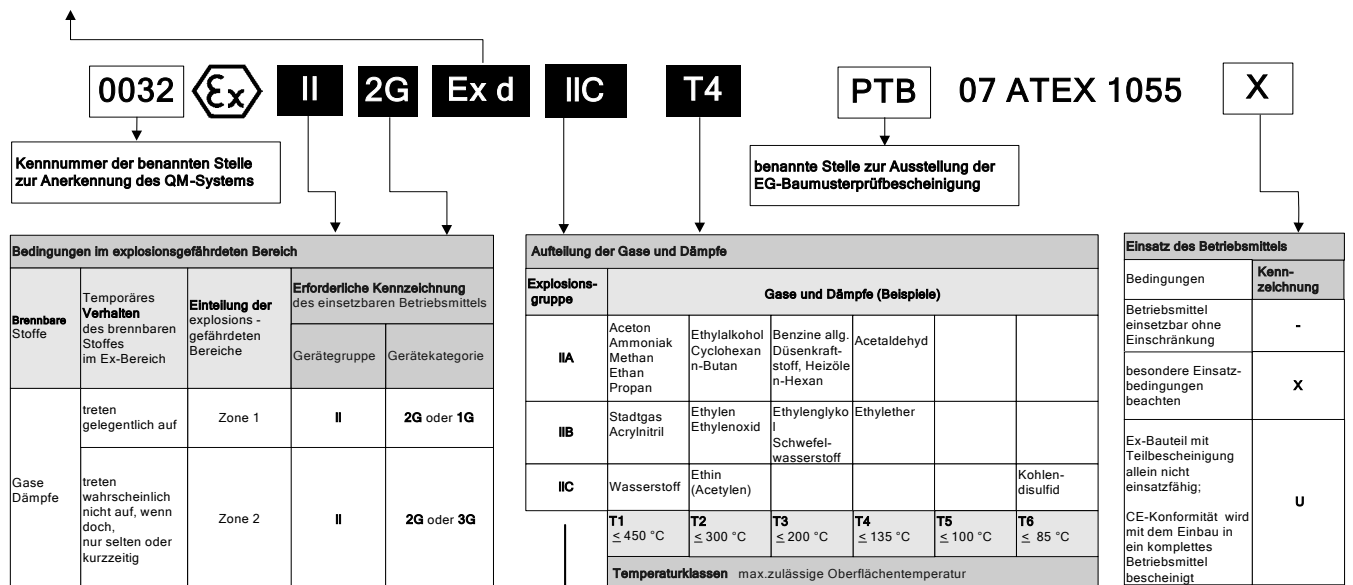 0032 Ex II 2G Ex d IIC T4 PTB 07 ATEX 1055 X
Kennnummer der benannten Stelle
zur Anerkennung des QM-Systems
benannte Stelle zur Ausstellung der
EG-Baumusterprüfbescheinigung
Bedingungen im explosionsgefährdeten Bereich
Brennbare
Stoffe
Temporäres
Verhalten
des brennbaren
Stoffes
im Ex-Bereich
Einteilung der
explosions -
gefährdeten
Bereiche
Erforderliche Kennzeichnung
des einsetzbaren Betriebsmittels
Gerätegruppe
Gerätekategorie
Gase
Dämpfe
treten
gelegentlich auf
Zone 1
II
2G oder 1G
treten
wahrscheinlich
nicht auf, wenn
doch,
nur selten oder
kurzzeitig
Zone 2
II
2G oder 3G
Aufteilung der Gase und Dämpfe
Explosions-
gruppe
Gase und Dämpfe (Beispiele)
IIA
Aceton
Ammoniak
Methan
Ethan
Propan
Ethylalkohol
Cyclohexan
n-Butan
Benzine allg.
Düsenkraft-
stoff, Heizöle
n-Hexan
Acetaldehyd
IIB
Stadtgas
Acrylnitril
Ethylen
Ethylenoxid
Ethylenglyko
l
Schwefel-
wasserstoff
Ethylether
IIC
Wasserstoff
Ethin
(Acetylen)
Kohlen-
disulfid
T1
≤ 450 °C
T2
≤ 300 °C
T3
≤ 200 °C
T4
≤ 135 °C
T5
≤ 100 °C
T6
≤ 85 °C
Temperaturklassen max.zulässige Oberflächentemperatur
Einsatz des Betriebsmittels
Bedingungen
Kenn-
zeichnung
Betriebsmittel
einsetzbar ohne
Einschränkung
-
besondere Einsatz-
bedingungen
beachten
X
Ex-Bauteil mit
Teilbescheinigung
allein nicht
einsatzfähig;
CE-Konformität wird
mit dem Einbau in
ein komplettes
Betriebsmittel
bescheinigt
U